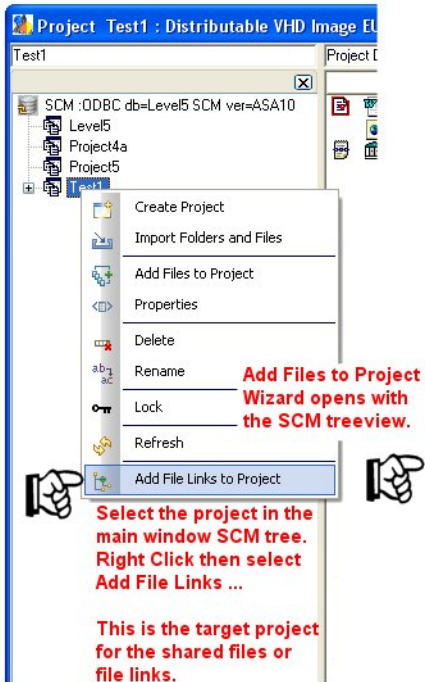 Project Test1 : Distributable VHD Image EU
Test1
Project D
SCM :ODBC db=Level5 SCM ver=ASA10
Level5
Project4a
Project5
Test1
Create Project
Import Folders and Files
Add Files to Project
Properties
Delete
Rename
Lock
Refresh
Add File Links to Project
Add Files to Project
Wizard opens with
the SCM treeview.
Select the project in the
main window SCM tree.
Right Click then select
Add File Links ...
This is the target project
for the shared files or
file links.